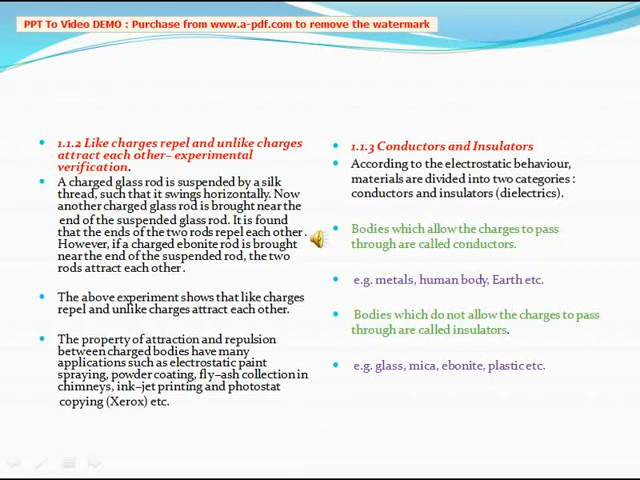 PPT To Video DEMO : Purchase from www.a-pdf.com to remove the watermark
1.1.2 Like charges repel and unlike charges
attract each other– experimental
verification.
A charged glass rod is suspended by a silk
thread, such that it swings horizontally. Now
another charged glass rod is brought near the
end of the suspended glass rod. It is found
that the ends of the two rods repel each other .
However, if a charged ebonite rod is brought
near the end of the suspended rod, the two
rods attract each other .
The above experiment shows that like charges
repel and unlike charges attract each other.
The property of attraction and repulsion
between charged bodies have many
applications such as electrostatic paint
spraying, powder coating, fly–ash collection in
chimneys, ink–jet printing and photostat
copying (Xerox) etc.
1.1.3 Conductors and Insulators
According to the electrostatic behaviour,
materials are divided into two categories :
conductors and insulators (dielectrics).
Bodies which allow the charges to pass
through are called conductors.
e.g. metals, human body, Earth etc.
Bodies which do not allow the charges to pass
through are called insulators.
e.g. glass, mica, ebonite, plastic etc.